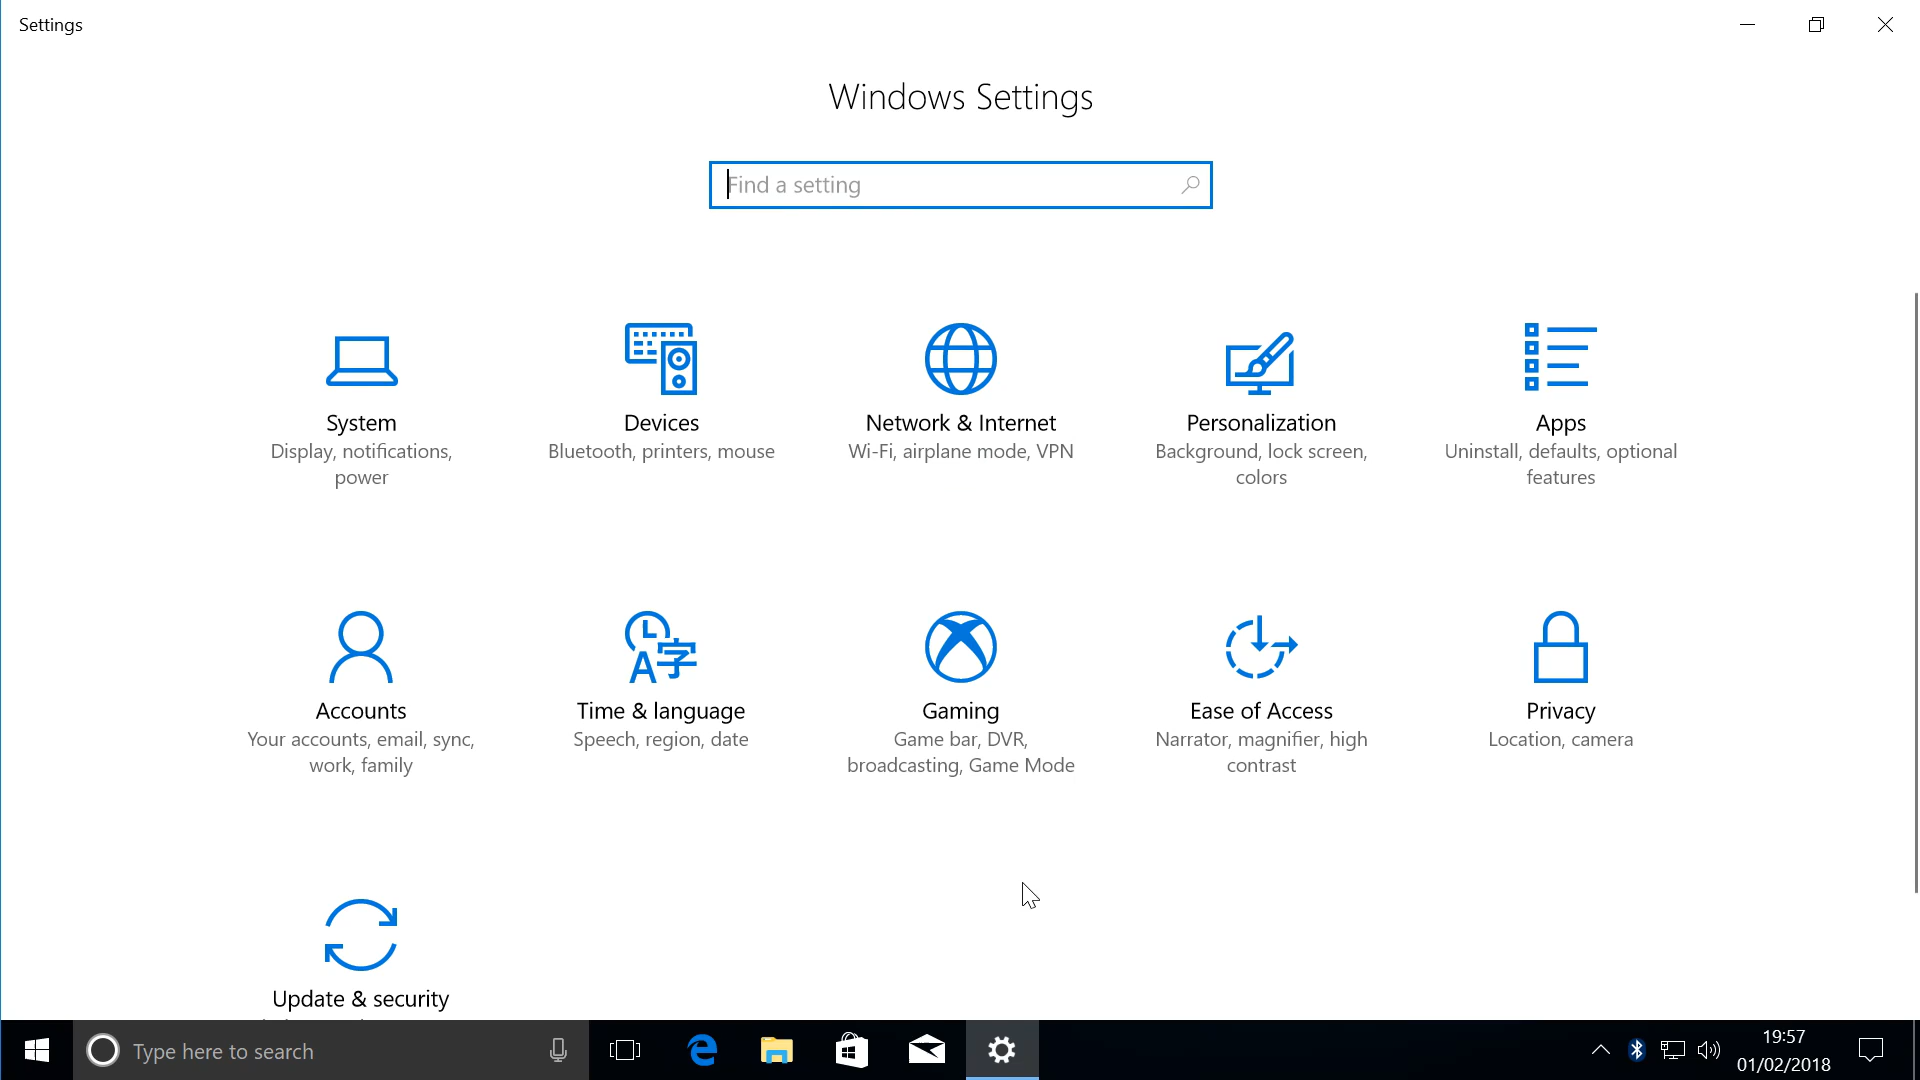 Settings
Windows Settings
Find a setting
System
Display, notifications,
power
Devices
Bluetooth, printers, mouse
Network & Internet
Wi-Fi, airplane mode, VPN
Personalization
Background, lock screen,
colors
Apps
Uninstall, defaults, optional
features
Accounts
Your accounts, email, sync,
work, family
Time & language
Speech, region, date
Gaming
Game bar, DVR,
broadcasting, Game Mode
Ease of Access
Narrator, magnifier, high
contrast
Privacy
Location, camera
Update & security
Type here to search
19:57
01/02/2018